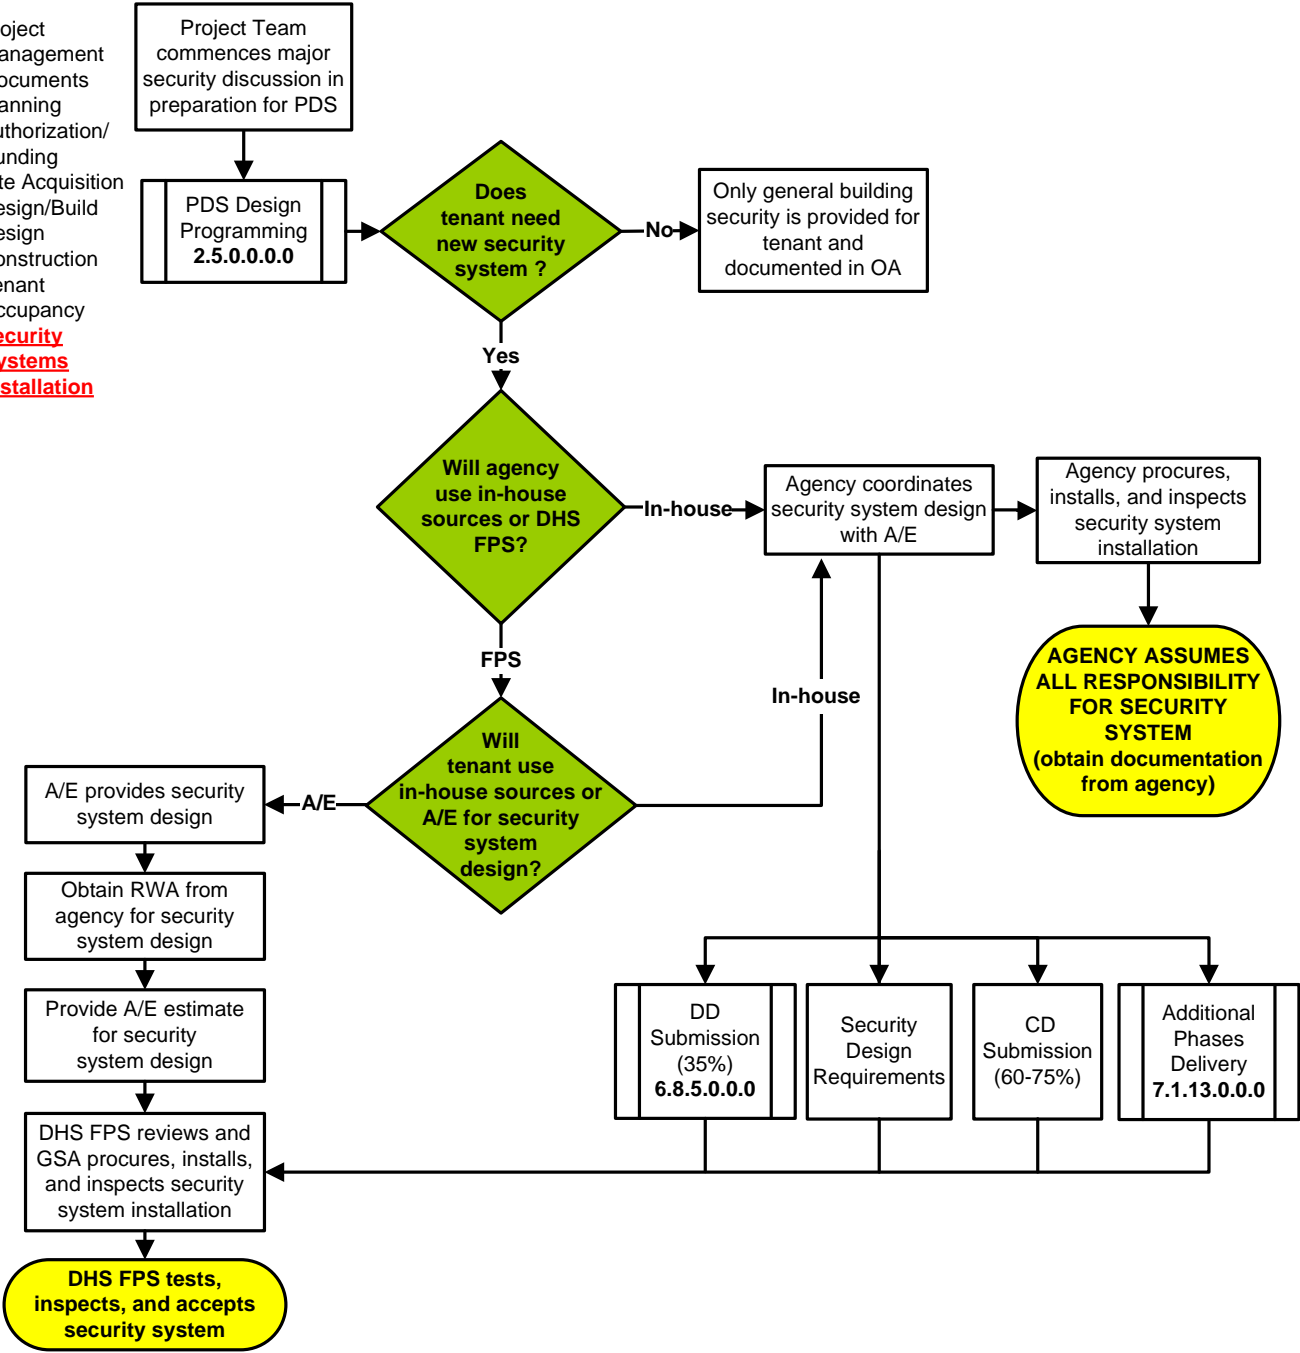 oject
anagement
ocuments
anning
uthorization/
unding
te Acquisition
esign/Build
esign
onstruction
enant
ccupancy
ecurity
ystems
stallation
Project Team
commences major
security discussion in
preparation for PDS
PDS Design
Programming
2.5.0.0.0.0
Does
tenant need
new security
system ?
No
Only general building
security is provided for
tenant and
documented in OA
Yes
Will agency
use in-house
sources or DHS
FPS?
In-house
Agency coordinates
security system design
with A/E
Agency procures,
installs, and inspects
security system
installation
AGENCY ASSUMES
ALL RESPONSIBILITY
FOR SECURITY
SYSTEM
(obtain documentation
from agency)
FPS
In-house
Will
tenant use
in-house sources or
A/E for security
system
design?
A/E
A/E provides security
system design
Obtain RWA from
agency for security
system design
Provide A/E estimate
for security
system design
DD
Submission
(35%)
6.8.5.0.0.0
Security
Design
Requirements
CD
Submission
(60-75%)
Additional
Phases
Delivery
7.1.13.0.0.0
DHS FPS reviews and
GSA procures, installs,
and inspects security
system installation
DHS FPS tests,
inspects, and accepts
security system